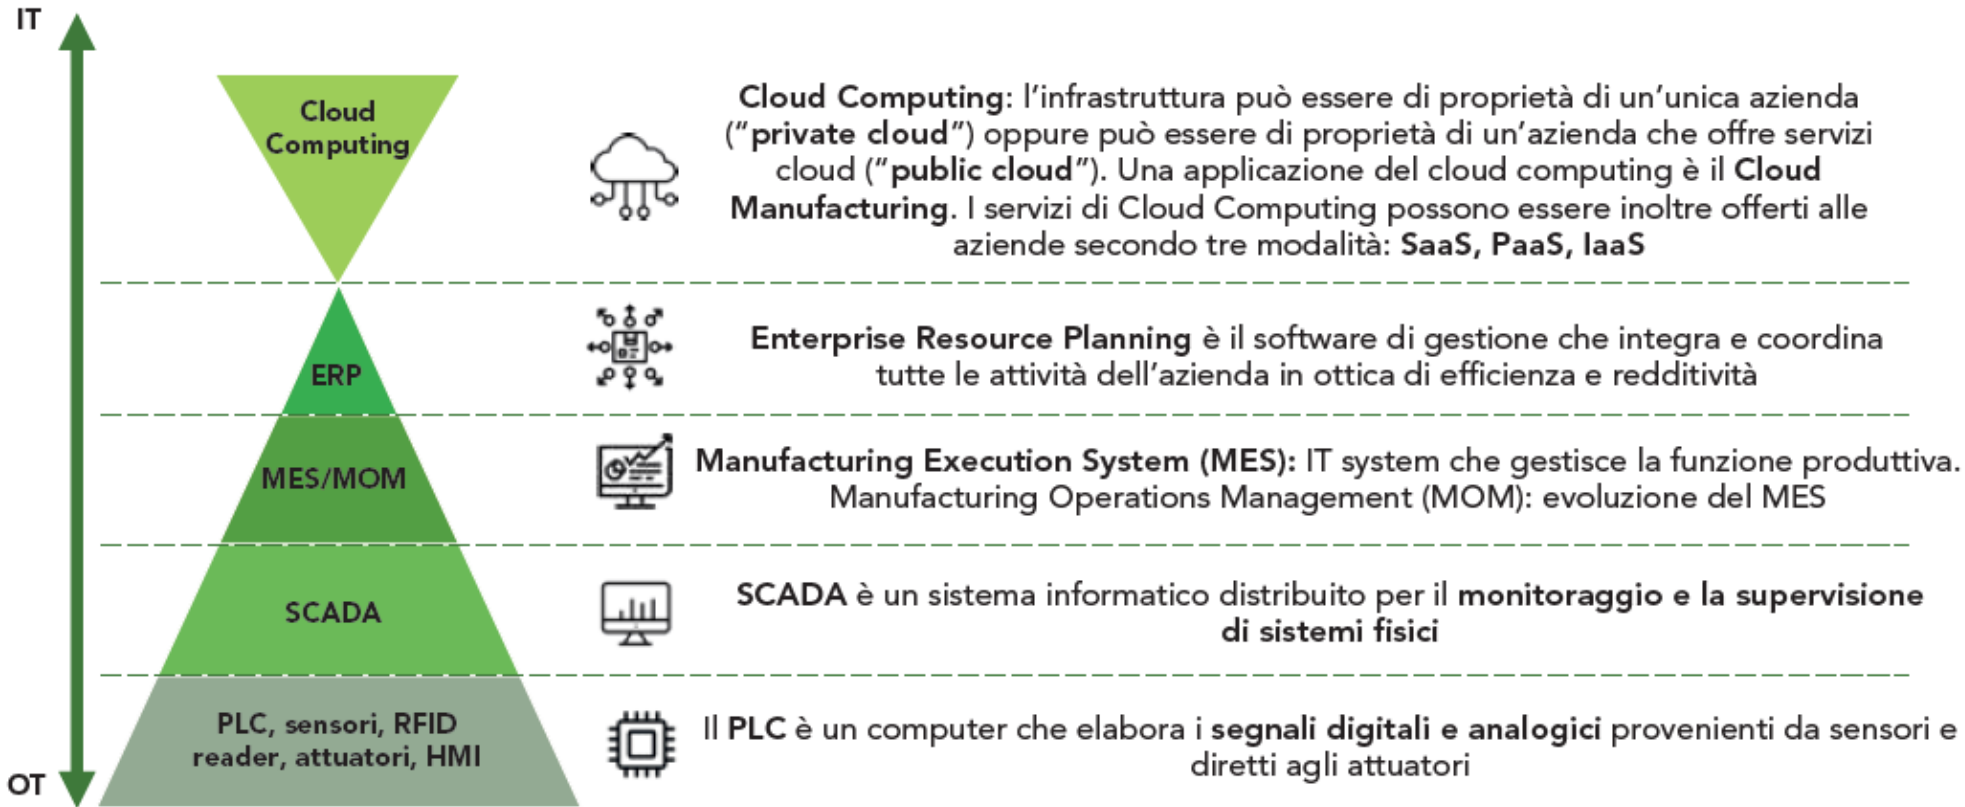 IT
Cloud
Computing
Cloud Computing: l’infrastruttura può essere di proprietà di un’unica azienda
(“private cloud”) oppure può essere di proprietà di un’azienda che offre servizi
cloud (“public cloud”). Una applicazione del cloud computing è il Cloud
Manufacturing. I servizi di Cloud Computing possono essere inoltre offerti alle
aziende secondo tre modalità: SaaS, PaaS, IaaS
ERP
Enterprise Resource Planning è il software di gestione che integra e coordina
tutte le attività dell’azienda in ottica di efficienza e redditività
MES/MOM
Manufacturing Execution System (MES): IT system che gestisce la funzione produttiva.
Manufacturing Operations Management (MOM): evoluzione del MES
SCADA
SCADA è un sistema informatico distribuito per il monitoraggio e la supervisione
di sistemi fisici
PLC, sensori, RFID
reader, attuatori, HMI
Il PLC è un computer che elabora i segnali digitali e analogici provenienti da sensori e
diretti agli attuatori
OT